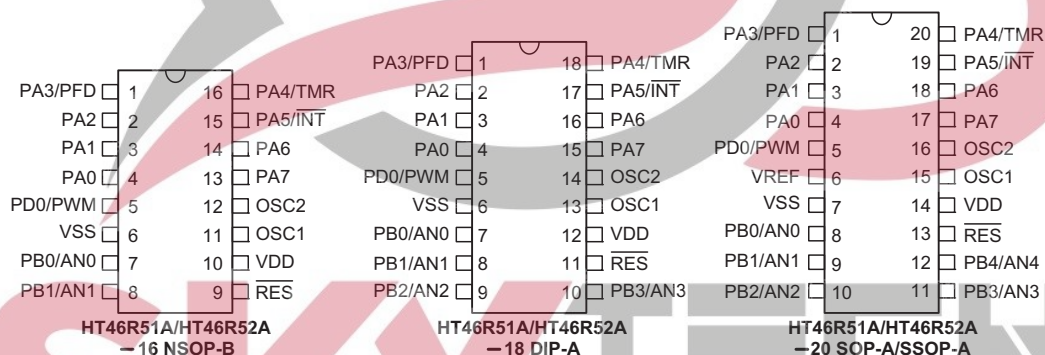 PA3/PFD 1 16 PA4/TMR
PA2 2 15 PA5/INT
PA1 3 14 PA6
PA0 4 13 PA7
PD0/PWM 5 12 OSC2
VSS 6 11 OSC1
PB0/AN0 7 10 VDD
PB1/AN1 8 9 RES
HT46R51A/HT46R52A
– 16 NSOP-B
PA3/PFD 1 18 PA4/TMR
PA2 2 17 PA5/INT
PA1 3 16 PA6
PA0 4 15 PA7
PD0/PWM 5 14 OSC2
VSS 6 13 OSC1
PB0/AN0 7 12 VDD
PB1/AN1 8 11 RES
PB2/AN2 9 10 PB3/AN3
HT46R51A/HT46R52A
– 18 DIP-A
PA3/PFD 1 20 PA4/TMR
PA2 2 19 PA5/INT
PA1 3 18 PA6
PA0 4 17 PA7
PD0/PWM 5 16 OSC2
VREF 6 15 OSC1
VSS 7 14 VDD
PB0/AN0 8 13 RES
PB1/AN1 9 12 PB4/AN4
PB2/AN2 10 11 PB3/AN3
HT46R51A/HT46R52A
– 20 SOP-A/SSOP-A